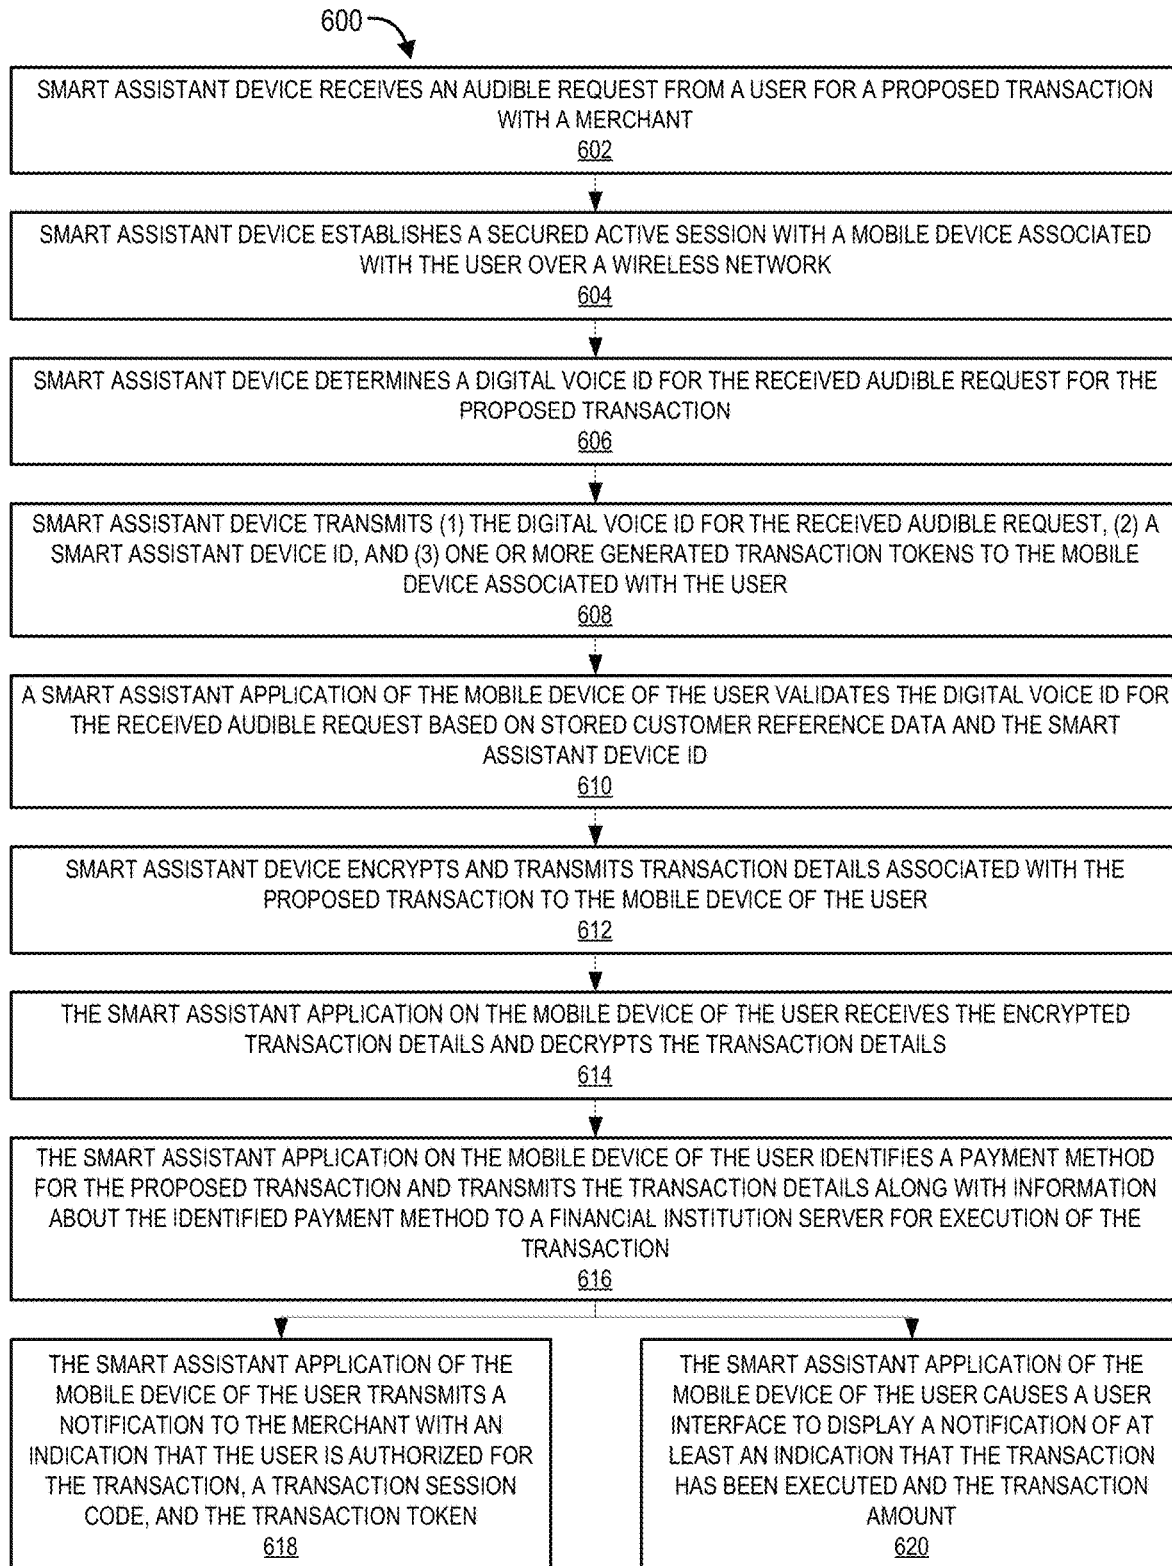 600
SMART ASSISTANT DEVICE RECEIVES AN AUDIBLE REQUEST FROM A USER FOR A PROPOSED TRANSACTION
WITH A MERCHANT
602
SMART ASSISTANT DEVICE ESTABLISHES A SECURED ACTIVE SESSION WITH A MOBILE DEVICE ASSOCIATED
WITH THE USER OVER A WIRELESS NETWORK
604
SMART ASSISTANT DEVICE DETERMINES A DIGITAL VOICE ID FOR THE RECEIVED AUDIBLE REQUEST FOR THE
PROPOSED TRANSACTION
606
SMART ASSISTANT DEVICE TRANSMITS (1) THE DIGITAL VOICE ID FOR THE RECEIVED AUDIBLE REQUEST, (2) A
SMART ASSISTANT DEVICE ID, AND (3) ONE OR MORE GENERATED TRANSACTION TOKENS TO THE MOBILE
DEVICE ASSOCIATED WITH THE USER
608
A SMART ASSISTANT APPLICATION OF THE MOBILE DEVICE OF THE USER VALIDATES THE DIGITAL VOICE ID FOR
THE RECEIVED AUDIBLE REQUEST BASED ON STORED CUSTOMER REFERENCE DATA AND THE SMART
ASSISTANT DEVICE ID
610
SMART ASSISTANT DEVICE ENCRYPTS AND TRANSMITS TRANSACTION DETAILS ASSOCIATED WITH THE
PROPOSED TRANSACTION TO THE MOBILE DEVICE OF THE USER
612
THE SMART ASSISTANT APPLICATION ON THE MOBILE DEVICE OF THE USER RECEIVES THE ENCRYPTED
TRANSACTION DETAILS AND DECRYPTS THE TRANSACTION DETAILS
614
THE SMART ASSISTANT APPLICATION ON THE MOBILE DEVICE OF THE USER IDENTIFIES A PAYMENT METHOD
FOR THE PROPOSED TRANSACTION AND TRANSMITS THE TRANSACTION DETAILS ALONG WITH INFORMATION
ABOUT THE IDENTIFIED PAYMENT METHOD TO A FINANCIAL INSTITUTION SERVER FOR EXECUTION OF THE
TRANSACTION
616
THE SMART ASSISTANT APPLICATION OF THE
MOBILE DEVICE OF THE USER TRANSMITS A
NOTIFICATION TO THE MERCHANT WITH AN
INDICATION THAT THE USER IS AUTHORIZED FOR
THE TRANSACTION, A TRANSACTION SESSION
CODE, AND THE TRANSACTION TOKEN
618
THE SMART ASSISTANT APPLICATION OF THE
MOBILE DEVICE OF THE USER CAUSES A USER
INTERFACE TO DISPLAY A NOTIFICATION OF AT
LEAST AN INDICATION THAT THE TRANSACTION
HAS BEEN EXECUTED AND THE TRANSACTION
AMOUNT
620